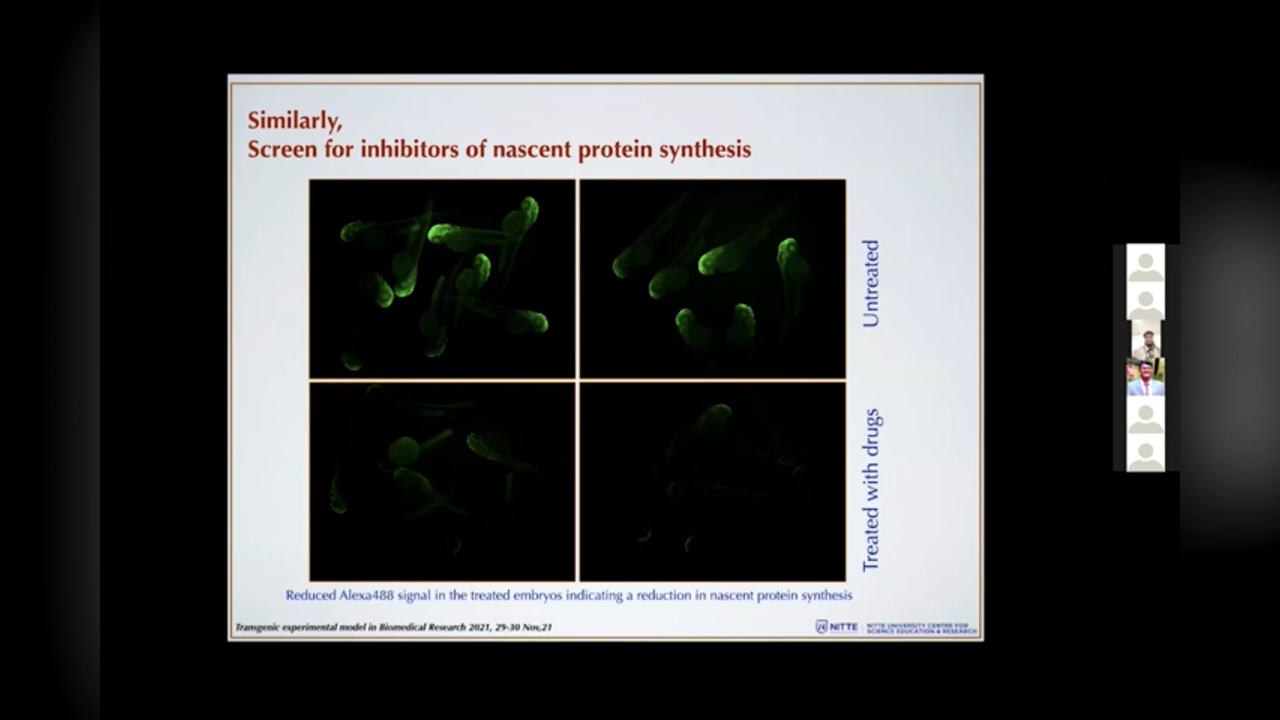 Similarly,
Screen for inhibitors of nascent protein synthesis
Untreated
Treated with drugs
Reduced Alexa488 signal in the treated embryos indicating a reduction in nascent protein synthesis
Transgenic experimental model in Biomedical Research 2021, 29-30 Nov,21
NITTE
NITTE UNIVERSITY CENTRE FOR
SCIENCE EDUCATION & RESEARCH